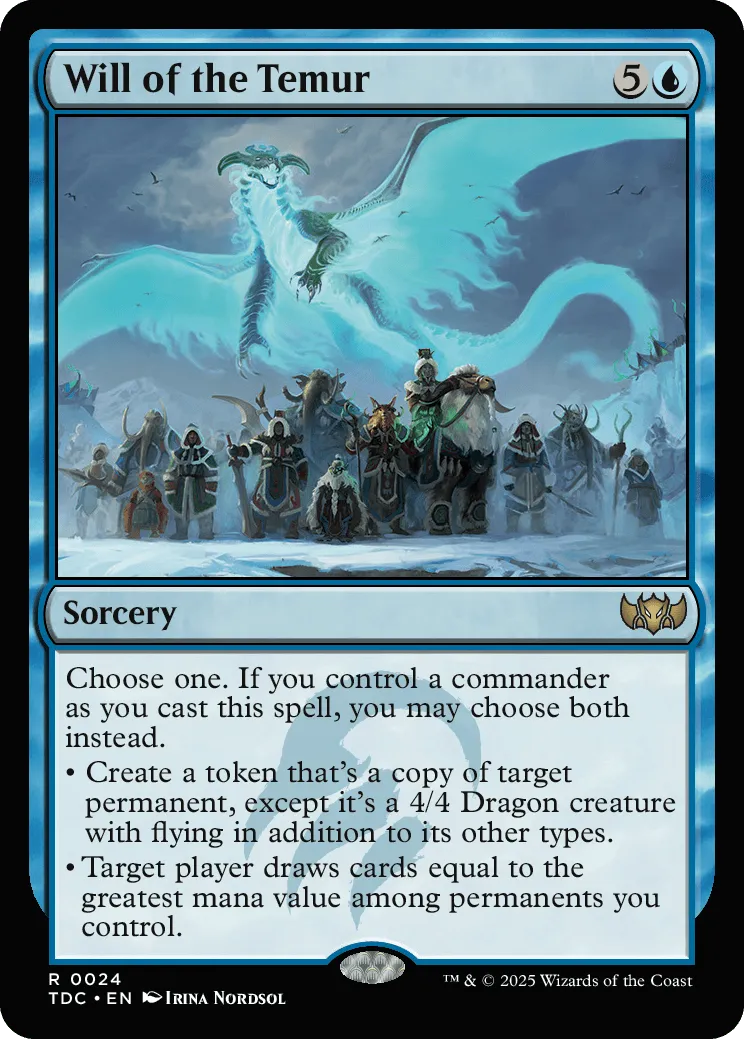 Will of the Temur 5
Sorcery
Choose one. If you control a commander
as you cast this spell, you may choose both
instead.
• Create a token that's a copy of target
permanent, except it's a 4/4 Dragon creature
with flying in addition to its other types.
• Target player draws cards equal to the
greatest mana value among permanents you
control.
R 0024
TDC • EN Irina Nordsol
™ & © 2025 Wizards of the Coast